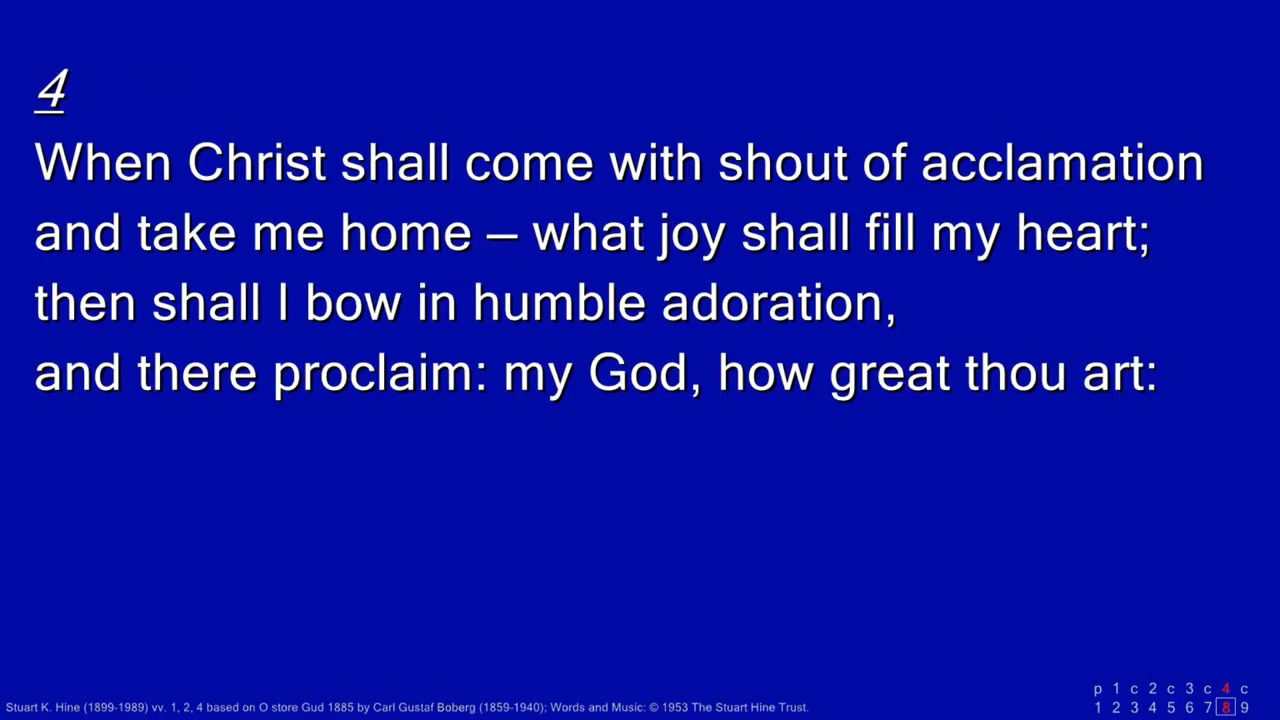 4
When Christ shall come with shout of acclamation
and take me home – what joy shall fill my heart;
then shall I bow in humble adoration,
and there proclaim: my God, how great thou art:
p 1 c 2 c 3 c 4 c
Stuart K. Hine (1899-1989) vv. 1, 2, 4 based on O store Gud 1885 by Carl Gustaf Boberg (1859-1940); Words and Music: © 1953 The Stuart Hine Trust.
1 2 3 4 5 6 7 8 9